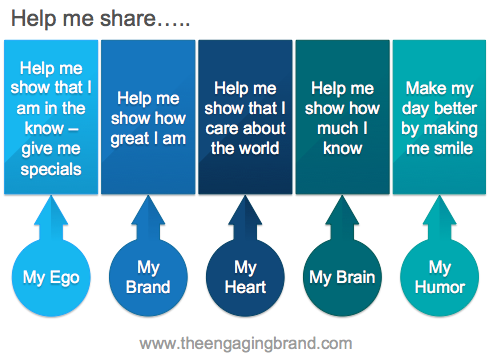 Help me share…..
Help me
show that I
am in the
know –
give me
specials
Help me
show how
great I am
Help me
show that I
care about
the world
Help me
show how
much I
know
Make my
day better
by making
me smile
My Ego
My
Brand
My
Heart
My Brain
My
Humor
www.theengagingbrand.com